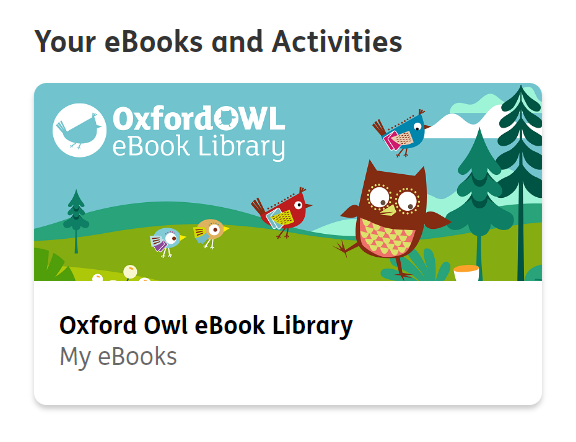 Your eBooks and Activities
OxfordOWL
eBook Library
Oxford Owl eBook Library
My eBooks